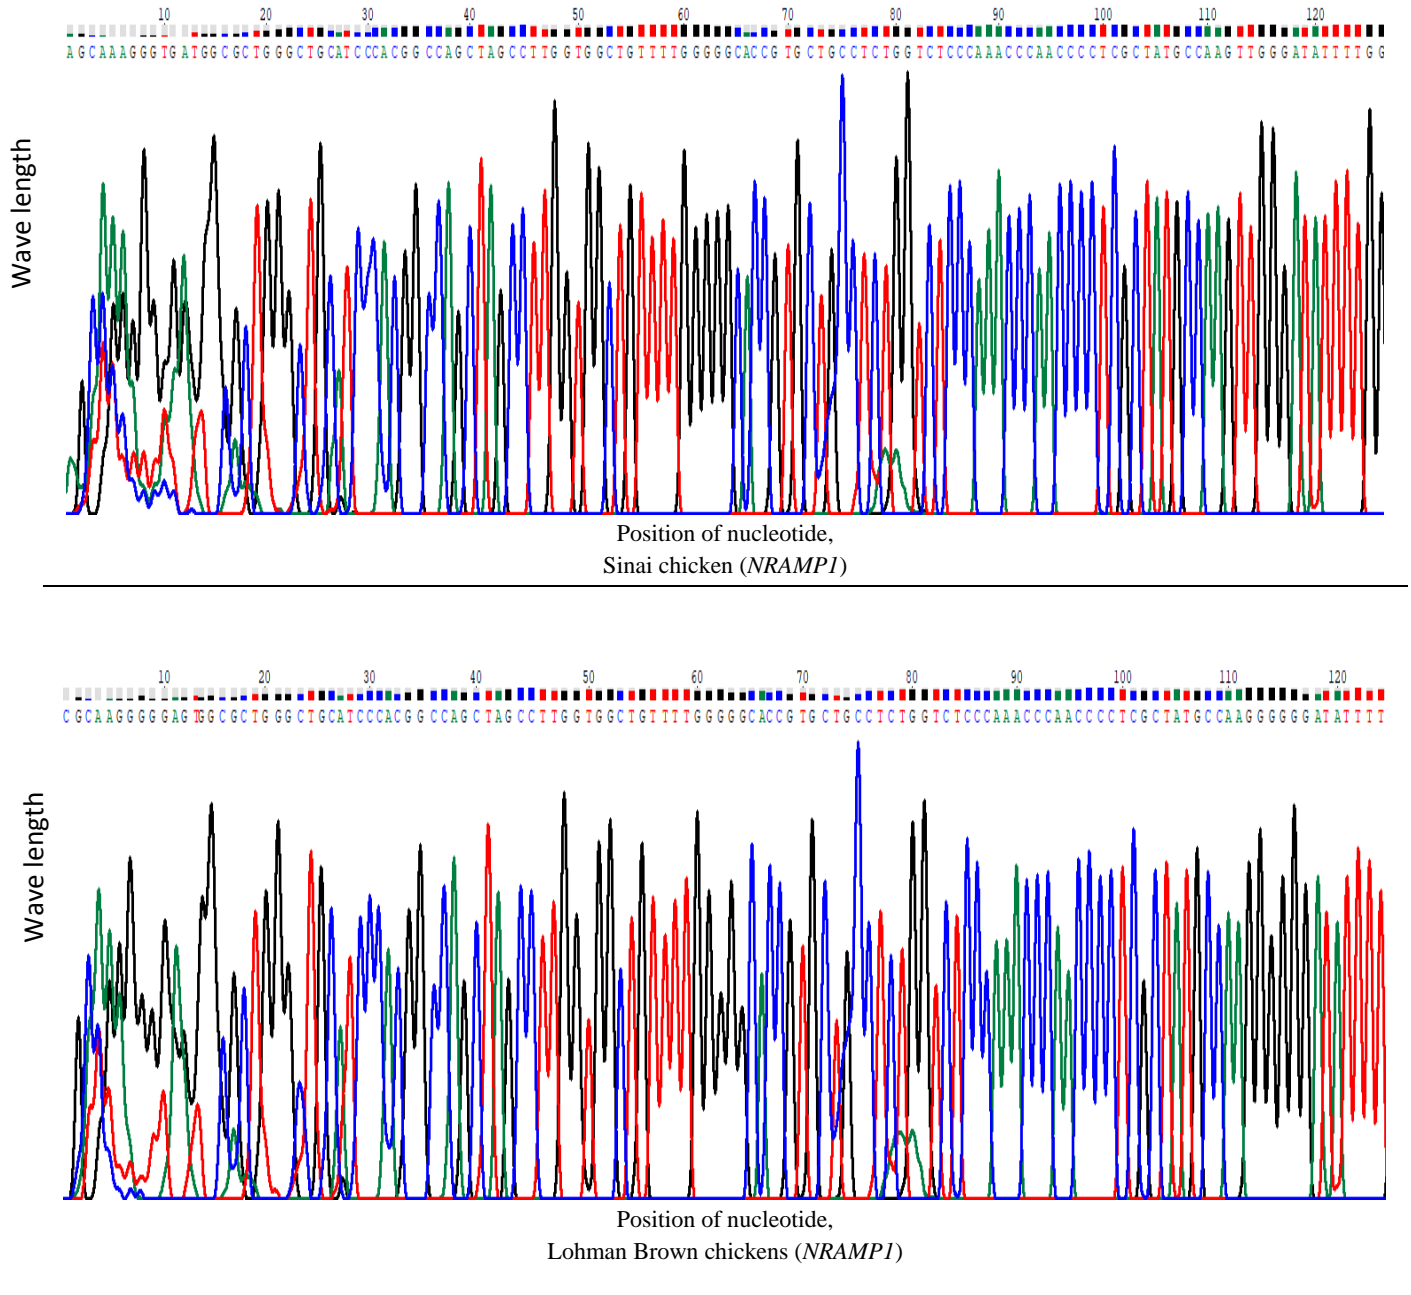 10 20 30 40 50 60 70 80 90 100 110 120
AGCAAAGGGTGATGGCGCTGGGCTGCATCCCACGGCCAGCTAGCCTTGGTGGCTGTTTTGGGGGCACCGTGCTGCCTCTGGTCTCCCAAACCCAACCCCTCGCTATGCCAAGTTGGGATATTTTGG
Wave length
Position of nucleotide,
Sinai chicken (NRAMP1)
10 20 30 40 50 60 70 80 90 100 110 120
CGCAAGGGGGAGTGGCGCTGGGCTGCATCCCACGGCCAGCTAGCCTTGGTGGCTGTTTTGGGGGCACCGTGCTGCCTCTGGTCTCCCAAACCCAACCCCTCGCTATGCCAAGGGGGGATATTTT
Wave length
Position of nucleotide,
Lohman Brown chickens (NRAMP1)